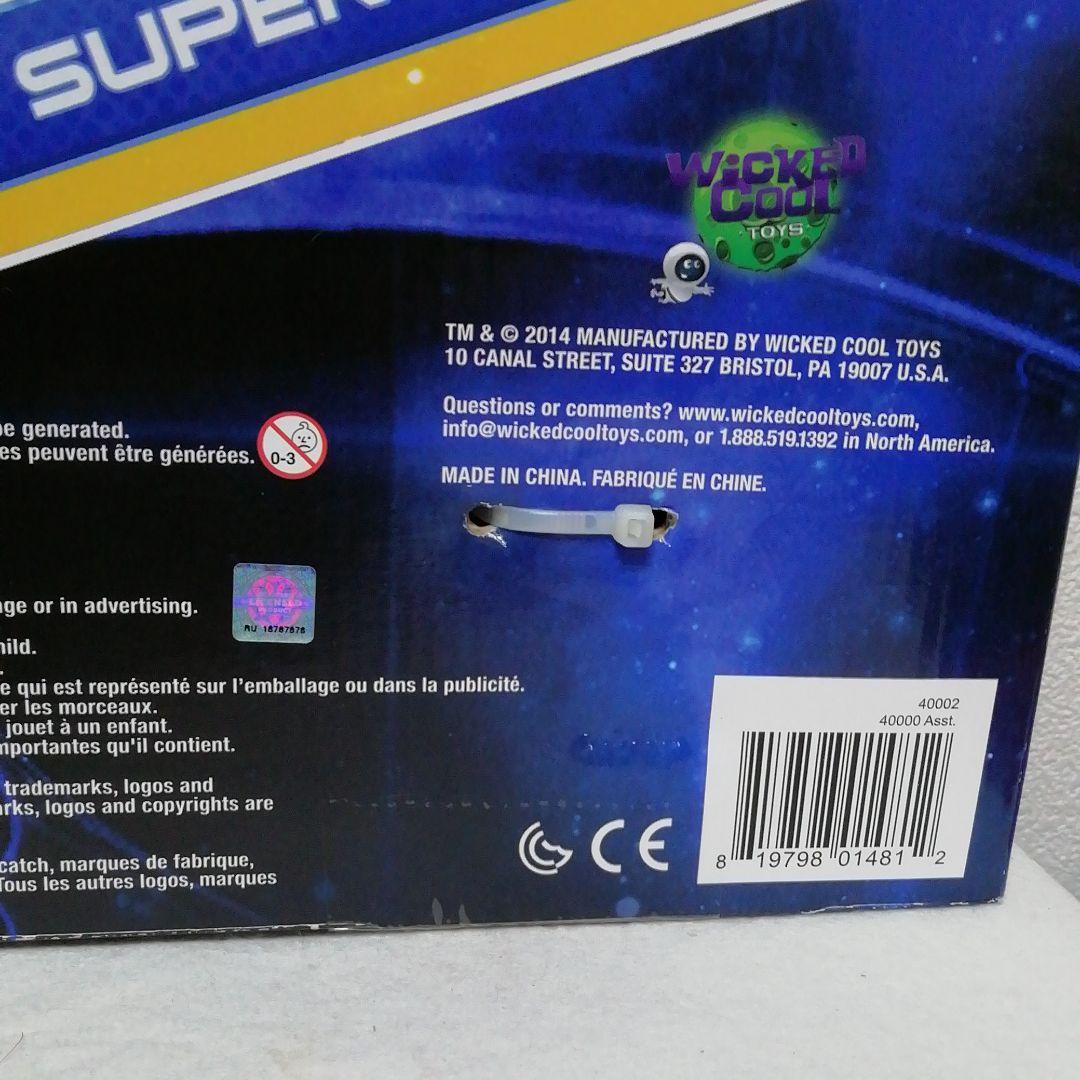 SUPER
WiCKED
COOL
TOYS
TM & © 2014 MANUFACTURED BY WICKED COOL TOYS
10 CANAL STREET, SUITE 327 BRISTOL, PA 19007 U.S.A.
Questions or comments? www.wickedcooltoys.com,
info@wickedcooltoys.com, or 1.888.519.1392 in North America.
MADE IN CHINA. FABRIQUÉ EN CHINE.
be generated.
es peuvent être générées.
0-3
age or in advertising.
LICENSED
PRODUCT
RU 18787878
hild.
e qui est représenté sur l'emballage ou dans la publicité.
er les morceaux.
jouet à un enfant.
mportantes qu'il contient.
trademarks, logos and
arks, logos and copyrights are
catch, marques de fabrique,
Tous les autres logos, marques
CE
40002
40000 Asst.
8 19798 01481 2